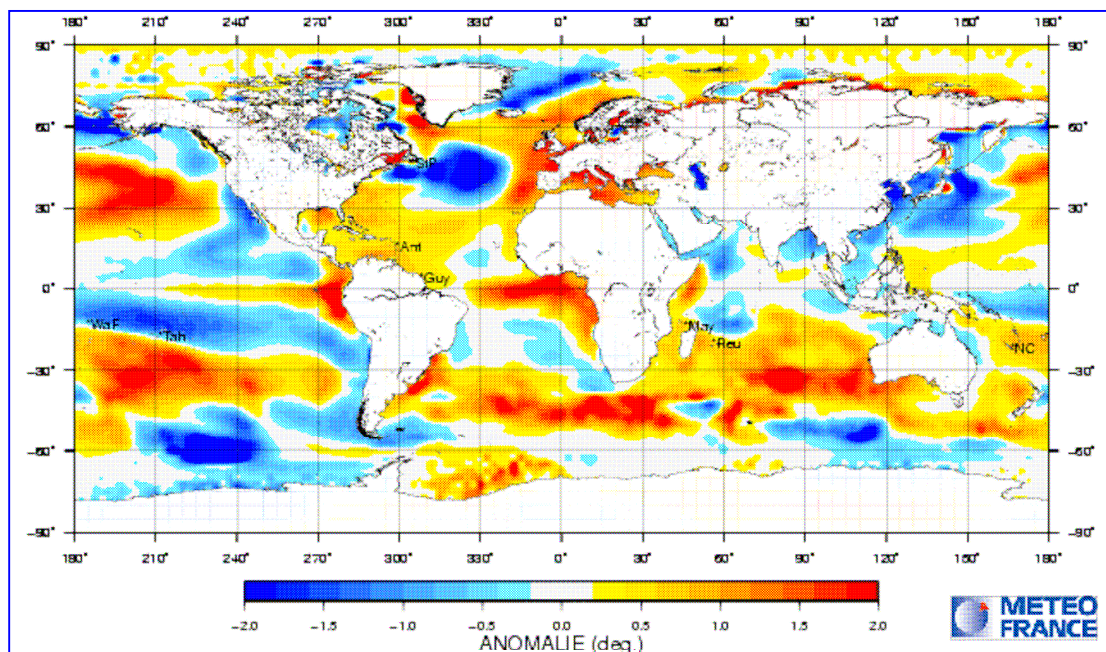 180° 210° 240° 270° 300° 330° 0° 30° 60° 90° 120° 150° 180°
90° 90°
60° 60°
30° 30°
Ant
Guy
0° 0°
WaF Tah May Reu NC
-30° -30°
-60° -60°
-90° -90°
180° 210° 240° 270° 300° 330° 0° 30° 60° 90° 120° 150° 180°
-2.0 -1.5 -1.0 -0.5 0.0 0.5 1.0 1.5 2.0
ANOMALIE (deg.)
METEO
FRANCE